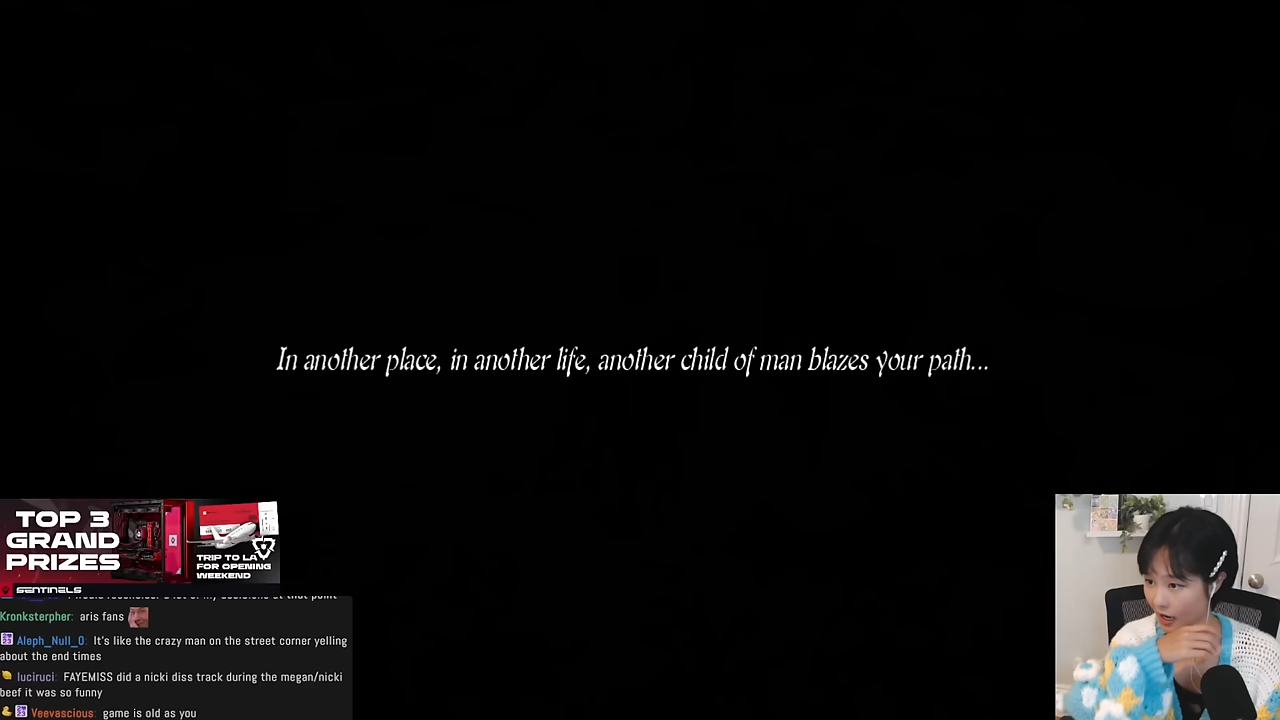 In another place, in another life, another child of man blazes your path...
TOP 3
GRAND
PRIZES
TRIP TO LA
FOR OPENING
WEEKEND
SENTINELS
Kronksterpher: aris fans
Aleph_Null_0: It's like the crazy man on the street corner yelling
about the end times
luciruci: FAYEMISS did a nicki diss track during the megan/nicki
beef it was so funny
Veevascious: game is old as you